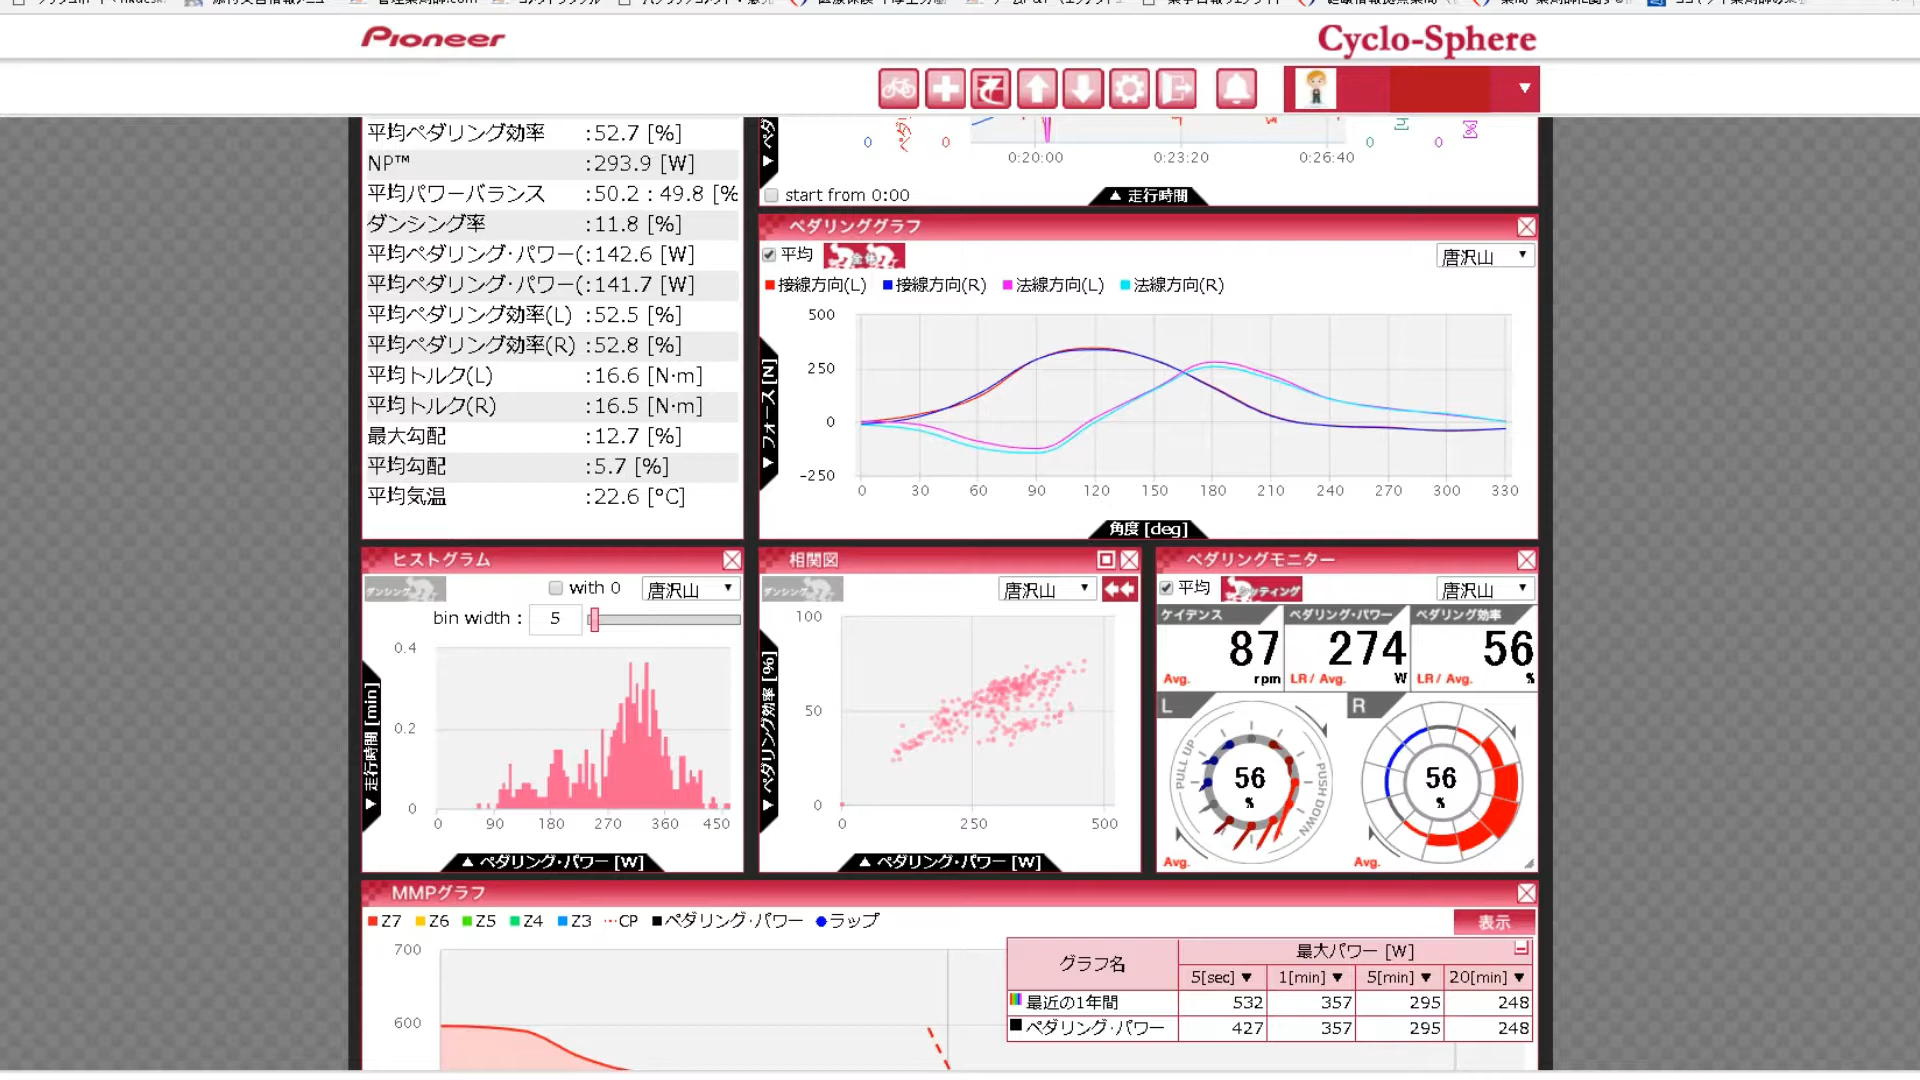 Pioneer
Cyclo-Sphere
平均ペダリング効率 :52.7 [%]
NP™ :293.9 [W]
平均パワーバランス :50.2 : 49.8 [%
ダンシング率 :11.8 [%]
平均ペダリング･パワー(:142.6 [W]
平均ペダリング･パワー(:141.7 [W]
平均ペダリング効率(L) :52.5 [%]
平均ペダリング効率(R) :52.8 [%]
平均トルク(L) :16.6 [N･m]
平均トルク(R) :16.5 [N･m]
最大勾配 :12.7 [%]
平均勾配 :5.7 [%]
平均気温 :22.6 [°C]
0 0 0 0
0:20:00 0:23:20 0:26:40
start from 0:00
▲ 走行時間
ペダリンググラフ
平均 全体 唐沢山 ▼
接線方向(L) 接線方向(R) 法線方向(L) 法線方向(R)
500
250
0
-250
▼ フォース [N]
0 30 60 90 120 150 180 210 240 270 300 330
角度 [deg]
ヒストグラム
ダンシング with 0 唐沢山 ▼
bin width : 5
0.4
0.2
0
▼ 走行時間 [min]
0 90 180 270 360 450
▲ ペダリング･パワー [W]
相関図
ダンシング 唐沢山 ▼
100
50
0
▼ ペダリング効率 [%]
0 250 500
▲ ペダリング･パワー [W]
ペダリングモニター
平均 シッティング 唐沢山 ▼
ケイデンス ペダリング･パワー ペダリング効率
87 274 56
Avg. rpm LR / Avg. W LR / Avg. %
L R
PULL UP PUSH DOWN
56 % 56 %
Avg. Avg.
MMPグラフ
Z7 Z6 Z5 Z4 Z3 CP ペダリング･パワー ラップ
表示
700
600
グラフ名 最大パワー [W]
5[sec] ▼ 1[min] ▼ 5[min] ▼ 20[min] ▼
最近の1年間 532 357 295 248
ペダリング･パワー 427 357 295 248